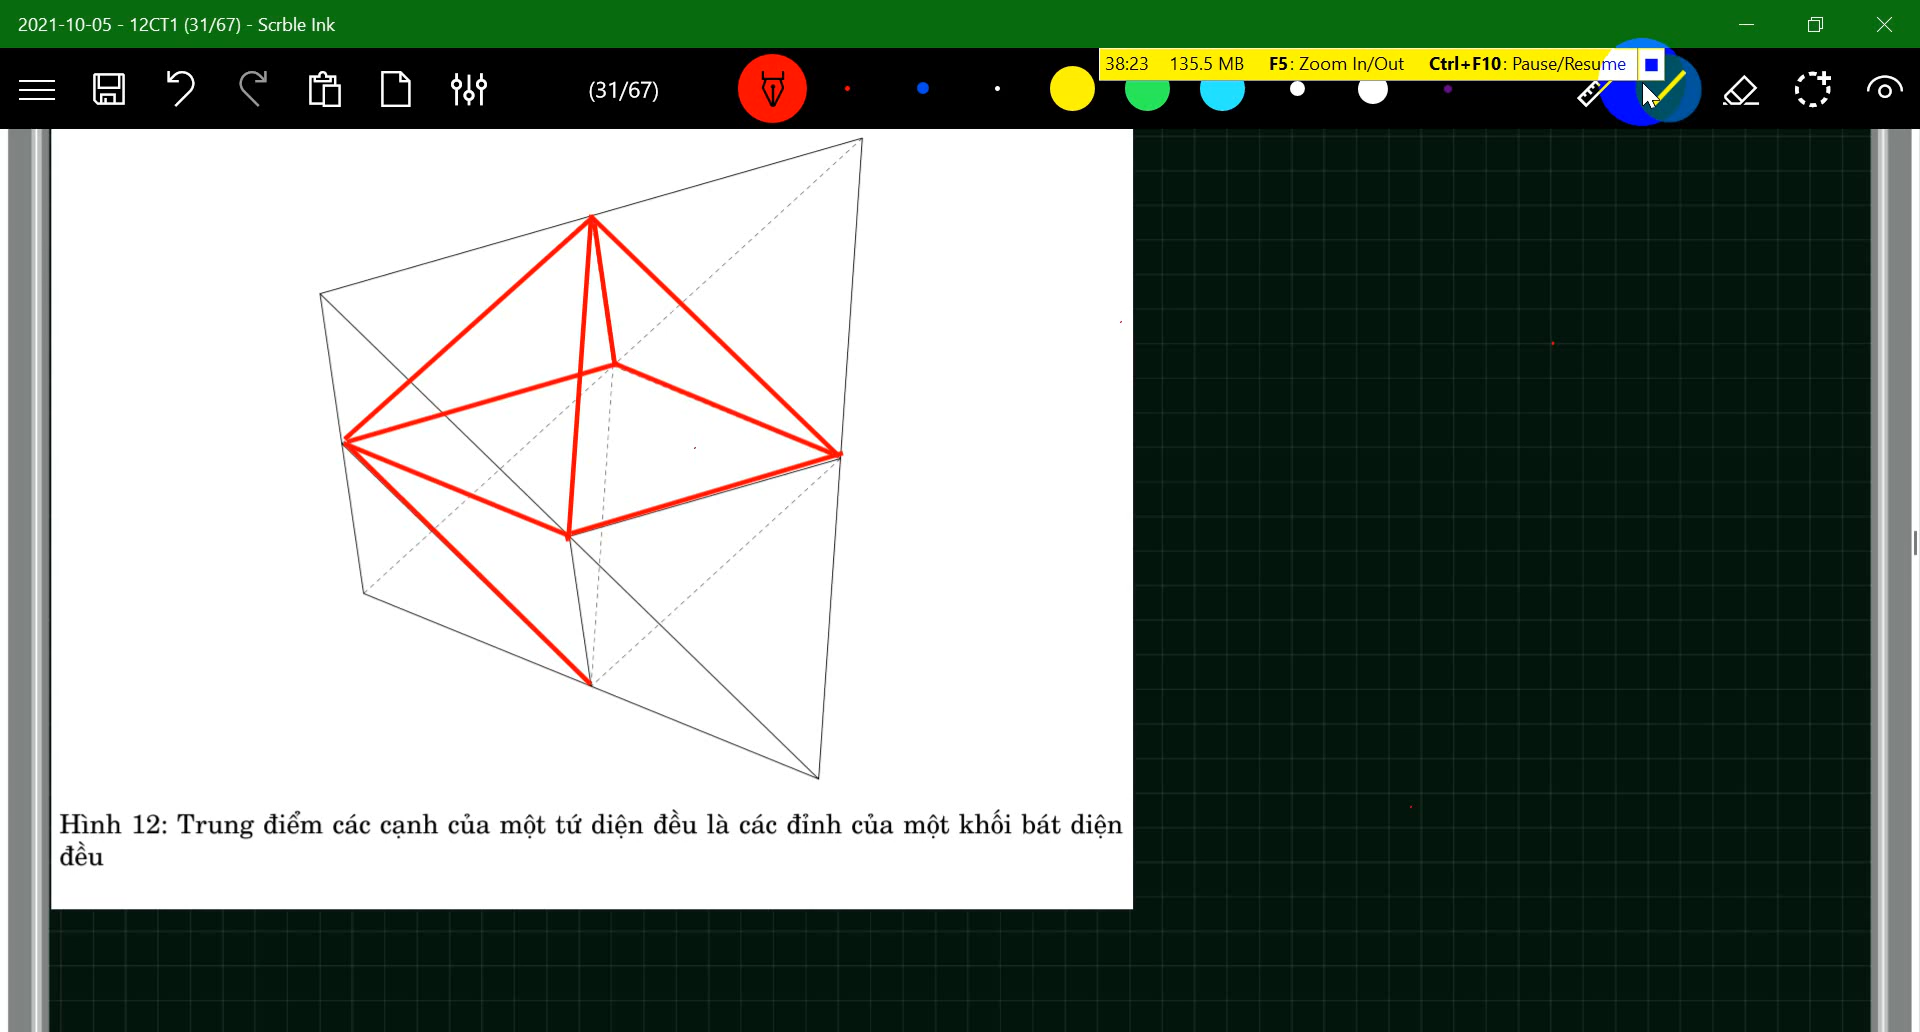 2021-10-05 - 12CT1 (31/67) - Scrble Ink
38:23 135.5 MB F5: Zoom In/Out Ctrl+F10: Pause/Resume
(31/67)
Hình 12: Trung điểm các cạnh của một tứ diện đều là các đỉnh của một khối bát diện
đều